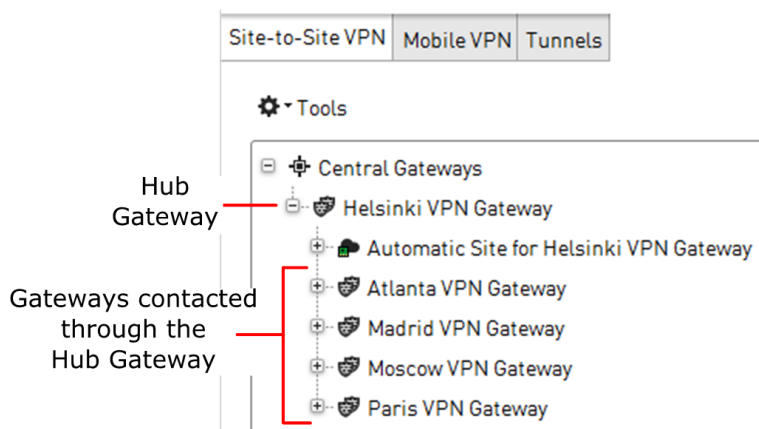 Site-to-Site VPN Mobile VPN Tunnels
Tools
Central Gateways
Hub
Gateway
Helsinki VPN Gateway
Automatic Site for Helsinki VPN Gateway
Gateways contacted
through the
Hub Gateway
Atlanta VPN Gateway
Madrid VPN Gateway
Moscow VPN Gateway
Paris VPN Gateway